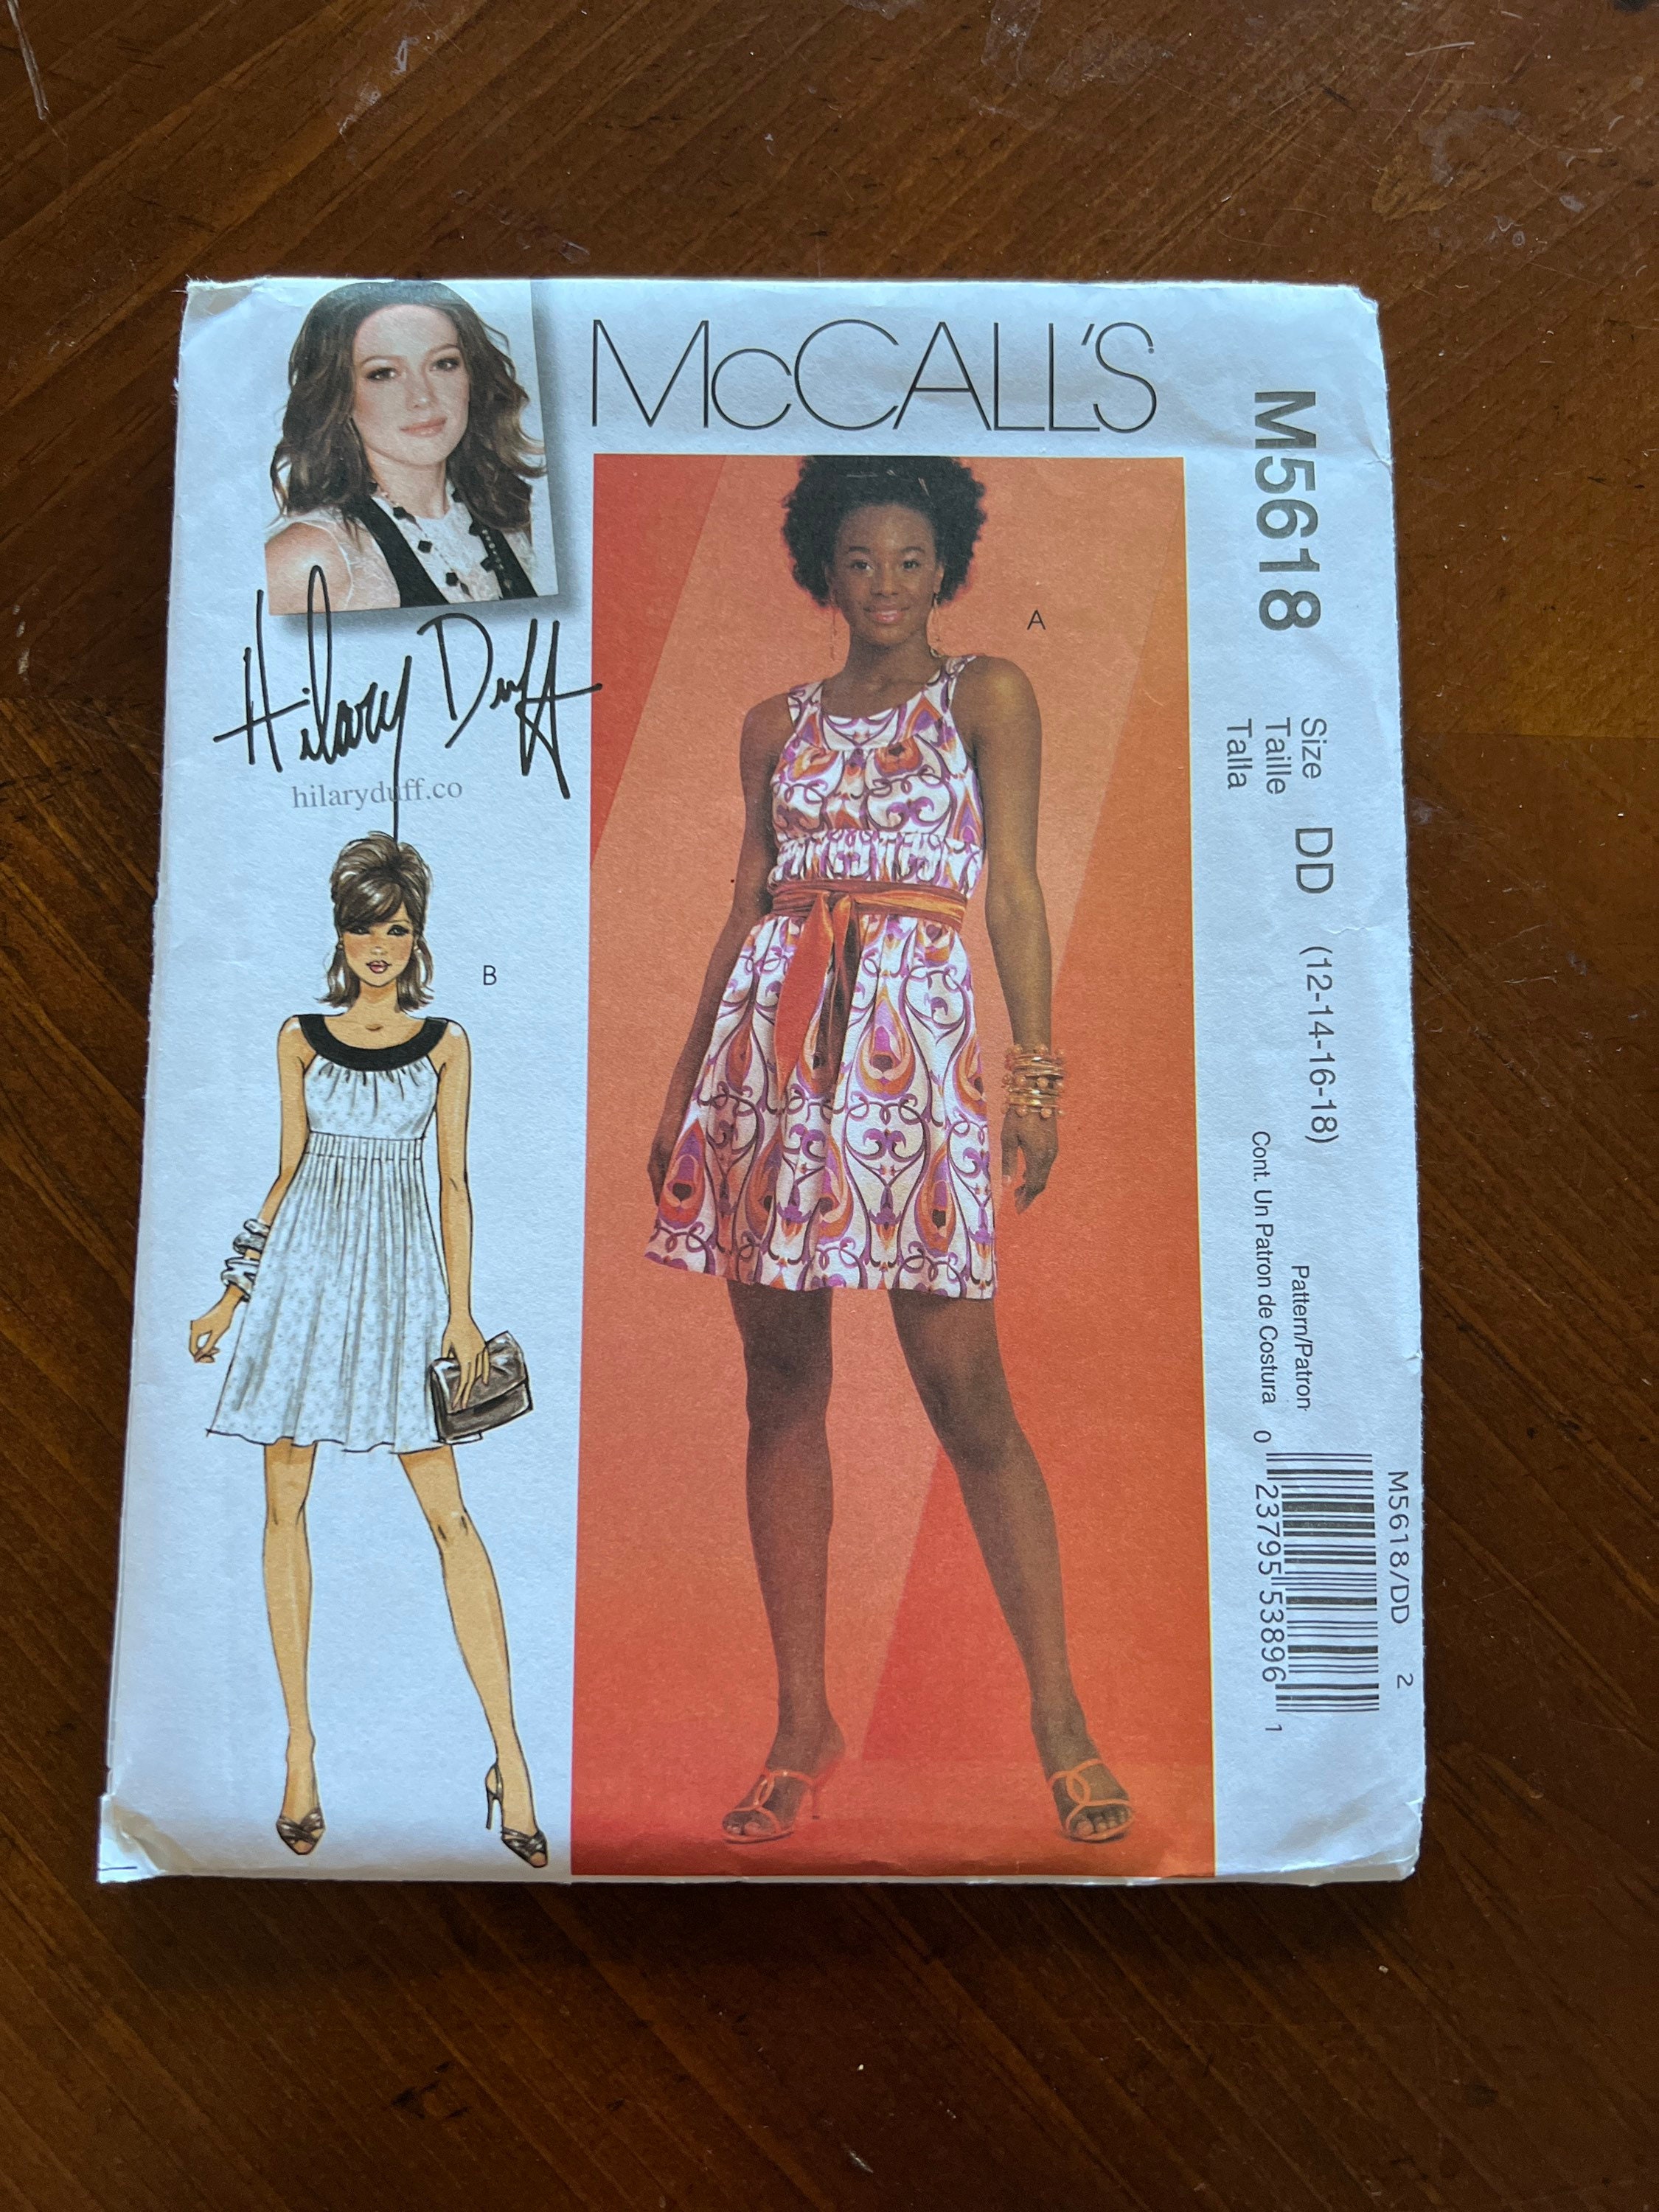 McCALL'S
Hilary Duff
hilaryduff.co
A
B
M5618
Size DD (12-14-16-18)
Taille
Talla
Pattern/Patron
Cont. Un Patron de Costura
M5618/DD 2
0 23795 53896 1